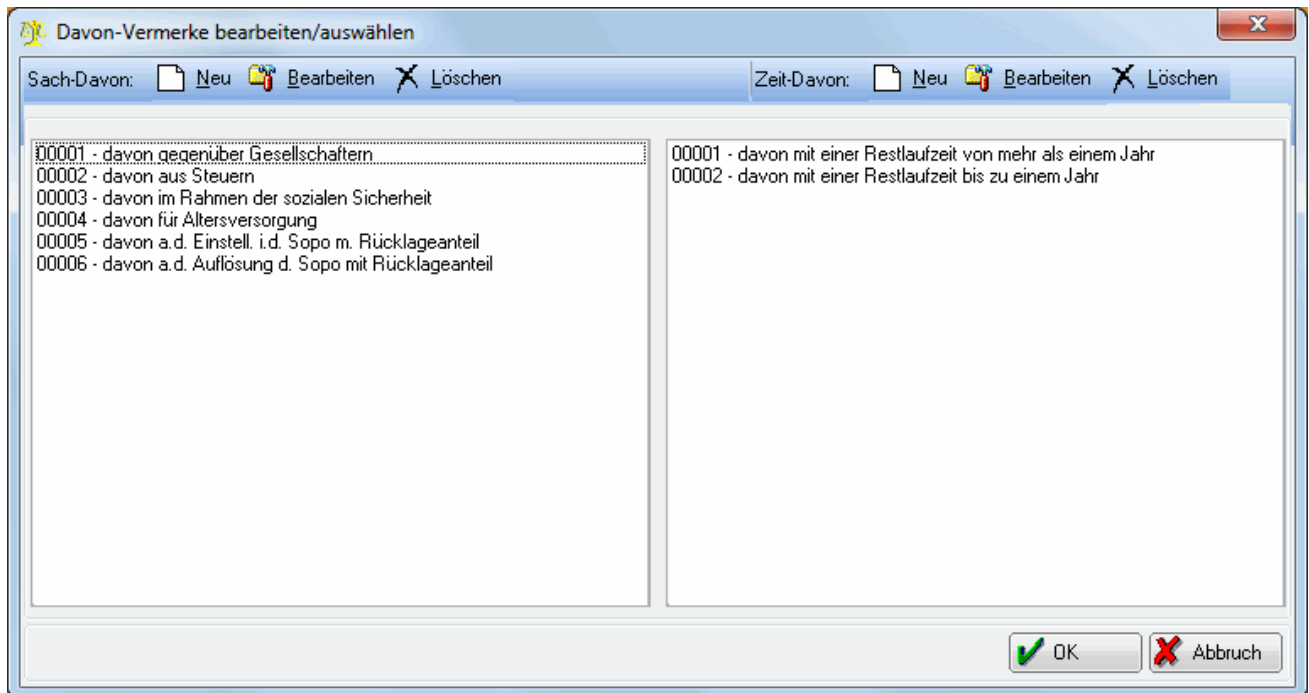 Davon-Vermerke bearbeiten/auswählen
Sach-Davon: Neu Bearbeiten Löschen Zeit-Davon: Neu Bearbeiten Löschen
00001 - davon gegenüber Gesellschaftern
00002 - davon aus Steuern
00003 - davon im Rahmen der sozialen Sicherheit
00004 - davon für Altersversorgung
00005 - davon a.d. Einstell. i.d. Sopo m. Rücklageanteil
00006 - davon a.d. Auflösung d. Sopo mit Rücklageanteil
00001 - davon mit einer Restlaufzeit von mehr als einem Jahr
00002 - davon mit einer Restlaufzeit bis zu einem Jahr
OK Abbruch